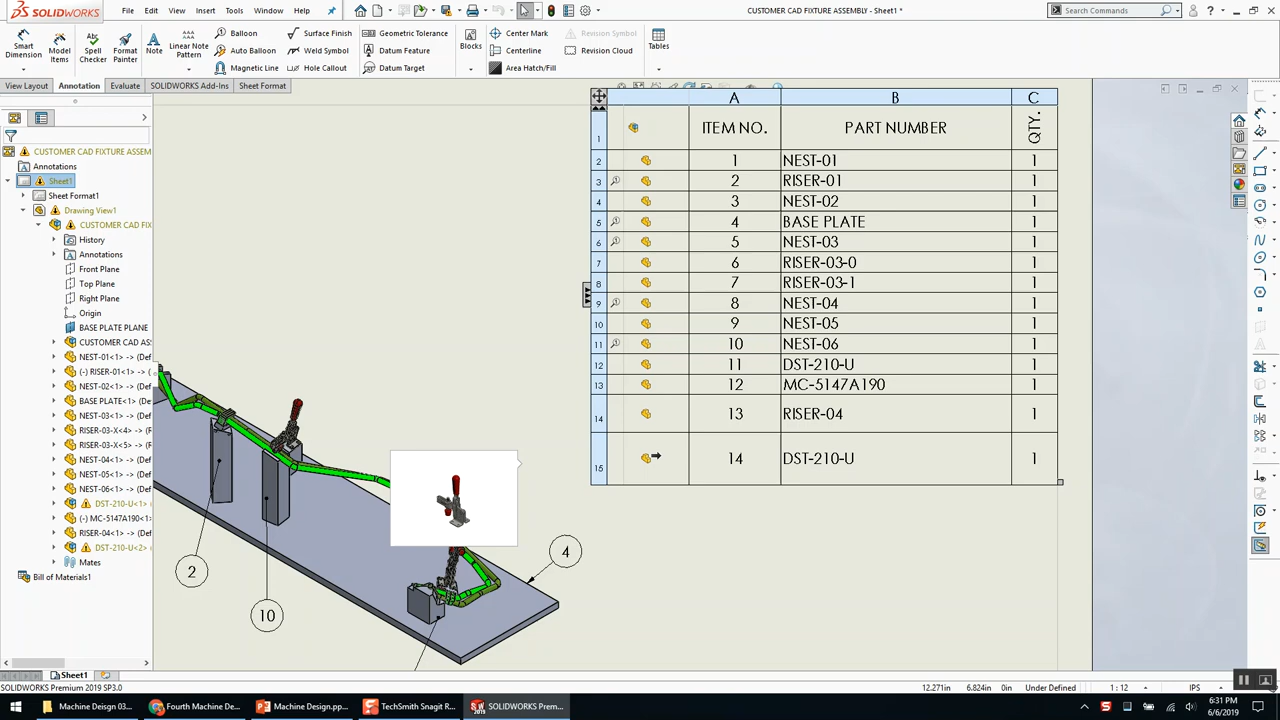 SOLIDWORKS
File Edit View Insert Tools Window Help
CUSTOMER CAD FIXTURE ASSEMBLY - Sheet1 *
Search Commands
Smart Dimension
Model Items
Spell Checker
Format Painter
Note
Linear Note Pattern
Balloon
Auto Balloon
Magnetic Line
Surface Finish
Weld Symbol
Hole Callout
Geometric Tolerance
Datum Feature
Datum Target
Blocks
Center Mark
Centerline
Area Hatch/Fill
Revision Symbol
Revision Cloud
Tables
View Layout Annotation Evaluate SOLIDWORKS Add-Ins Sheet Format
CUSTOMER CAD FIXTURE ASSEMB
Annotations
Sheet1
Sheet Format1
Drawing View1
CUSTOMER CAD FIX
History
Annotations
Front Plane
Top Plane
Right Plane
Origin
BASE PLATE PLANE
CUSTOMER CAD AS
NEST-01<1> -> (Def
(-) RISER-01<1> -> (
NEST-02<1> -> (Def
BASE PLATE<1> -> (
NEST-03<1> -> (Def
RISER-03-X<4> -> (
RISER-03-X<5> -> (
NEST-04<1> -> (Def
NEST-05<1> -> (Def
NEST-06<1> -> (Def
DST-210-U<1> (
(-) MC-5147A190<1>
RISER-04<1> -> (Def
DST-210-U<2> (
Mates
Bill of Materials1
A B C
1 ITEM NO. PART NUMBER QTY.
2 1 NEST-01 1
3 2 RISER-01 1
4 3 NEST-02 1
5 4 BASE PLATE 1
6 5 NEST-03 1
7 6 RISER-03-0 1
8 7 RISER-03-1 1
9 8 NEST-04 1
10 9 NEST-05 1
11 10 NEST-06 1
12 11 DST-210-U 1
13 12 MC-5147A190 1
14 13 RISER-04 1
15 14 DST-210-U 1
4
2
10
Sheet1
SOLIDWORKS Premium 2019 SP3.0
12.271in 6.824in 0in Under Defined 1 : 12 IPS
Machine Deisgn 03...
Fourth Machine De...
Machine Design.pp...
TechSmith Snagit R...
SOLIDWORKS Prem...
6:31 PM
6/6/2019